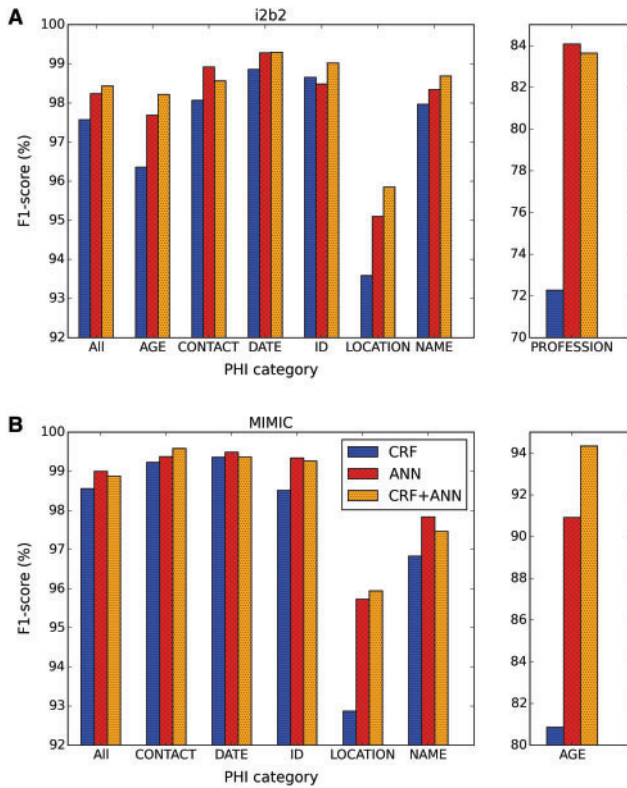 A
i2b2
100
99
98
97
96
95
94
93
92
F1-score (%)
All AGE CONTACT DATE ID LOCATION NAME
PHI category
84
82
80
78
76
74
72
70
PROFESSION
B
MIMIC
100
99
98
97
96
95
94
93
92
F1-score (%)
CRF
ANN
CRF+ANN
All CONTACT DATE ID LOCATION NAME
PHI category
94
92
90
88
86
84
82
80
AGE